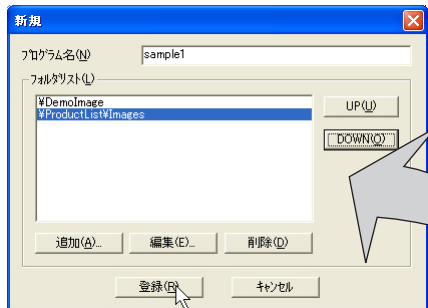 新規
プログラム名(N)
sample1
フォルダリスト(L)
¥DemoImage
¥ProductList¥Images
UP(U)
DOWN(O)
追加(A)...
編集(E)...
削除(D)
登録(R)
キャンセル